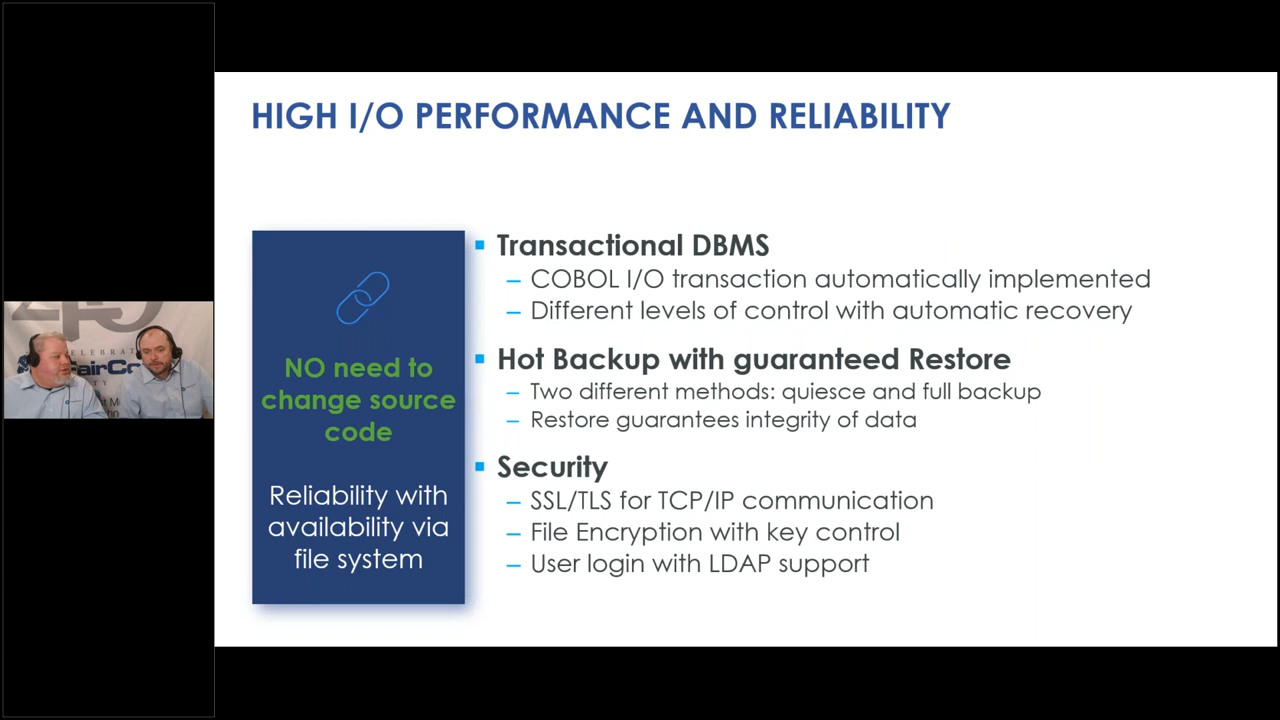 HIGH I/O PERFORMANCE AND RELIABILITY
NO need to
change source
code
Reliability with
availability via
file system
Transactional DBMS
– COBOL I/O transaction automatically implemented
– Different levels of control with automatic recovery
Hot Backup with guaranteed Restore
– Two different methods: quiesce and full backup
– Restore guarantees integrity of data
Security
– SSL/TLS for TCP/IP communication
– File Encryption with key control
– User login with LDAP support